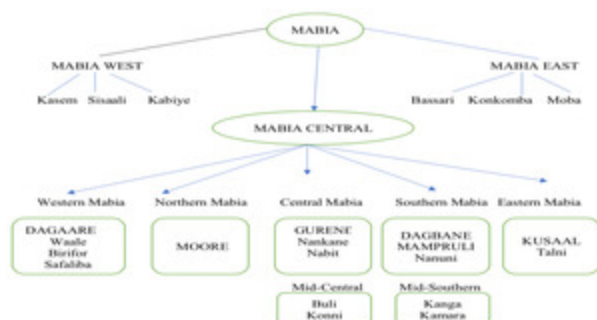 MABIA
MABIA WEST
MABIA EAST
Kasem Sisaali Kabiye
Bassari Konkomba Moba
MABIA CENTRAL
Western Mabia Northern Mabia Central Mabia Southern Mabia Eastern Mabia
DAGAARE
Waale
Birifor
Safaliba
MOORE
GURENE
Nankane
Nabit
DAGBANE
MAMPRULI
Nanuni
KUSAAL
Talni
Mid-Central
Buli
Konni
Mid-Southern
Kanga
Kamara